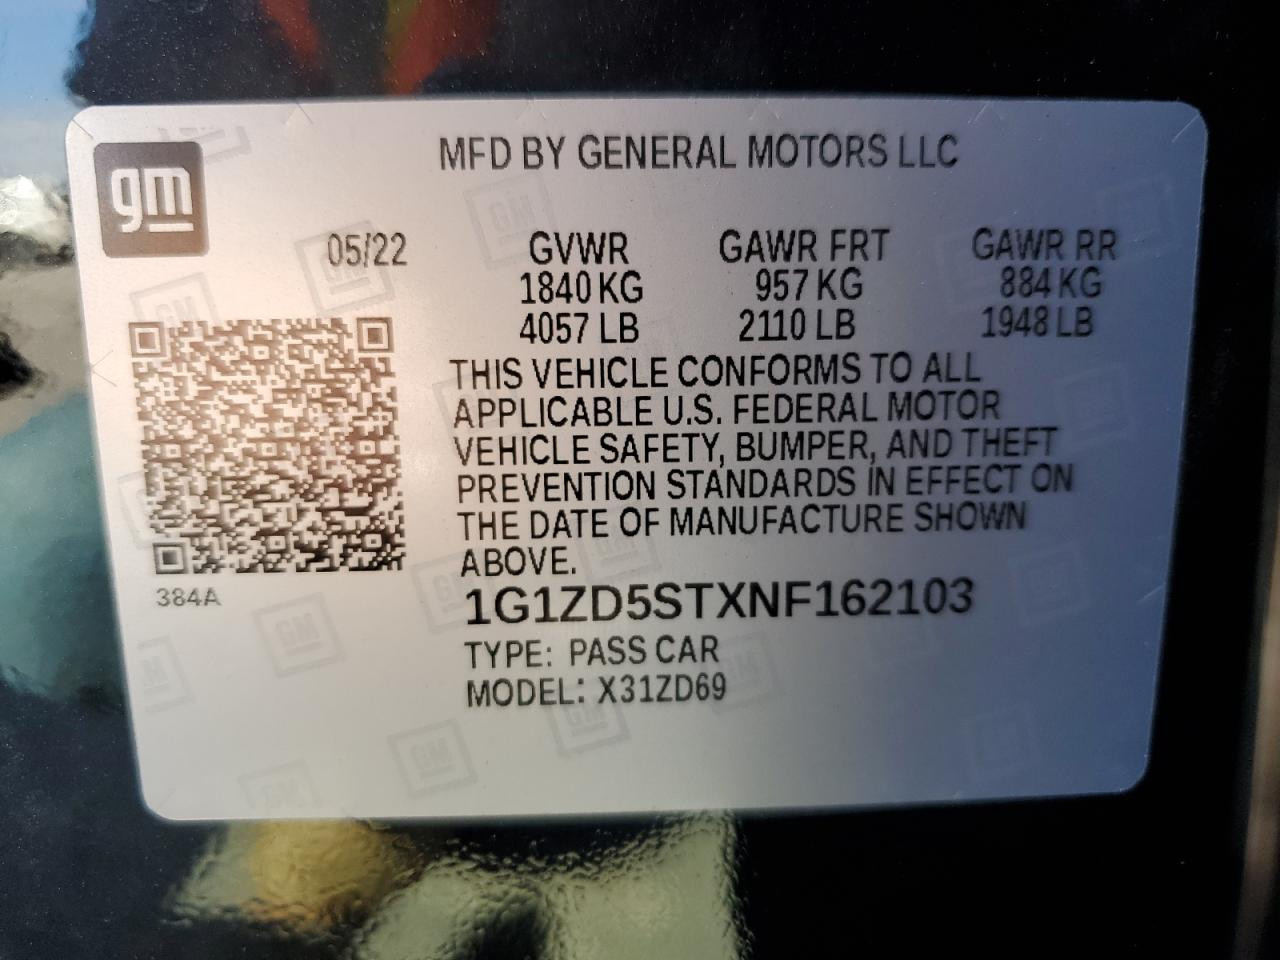 gm
MFD BY GENERAL MOTORS LLC
05/22 GVWR GAWR FRT GAWR RR
1840 KG 957 KG 884 KG
4057 LB 2110 LB 1948 LB
THIS VEHICLE CONFORMS TO ALL
APPLICABLE U.S. FEDERAL MOTOR
VEHICLE SAFETY, BUMPER, AND THEFT
PREVENTION STANDARDS IN EFFECT ON
THE DATE OF MANUFACTURE SHOWN
ABOVE.
384A
1G1ZD5STXNF162103
TYPE: PASS CAR
MODEL: X31ZD69